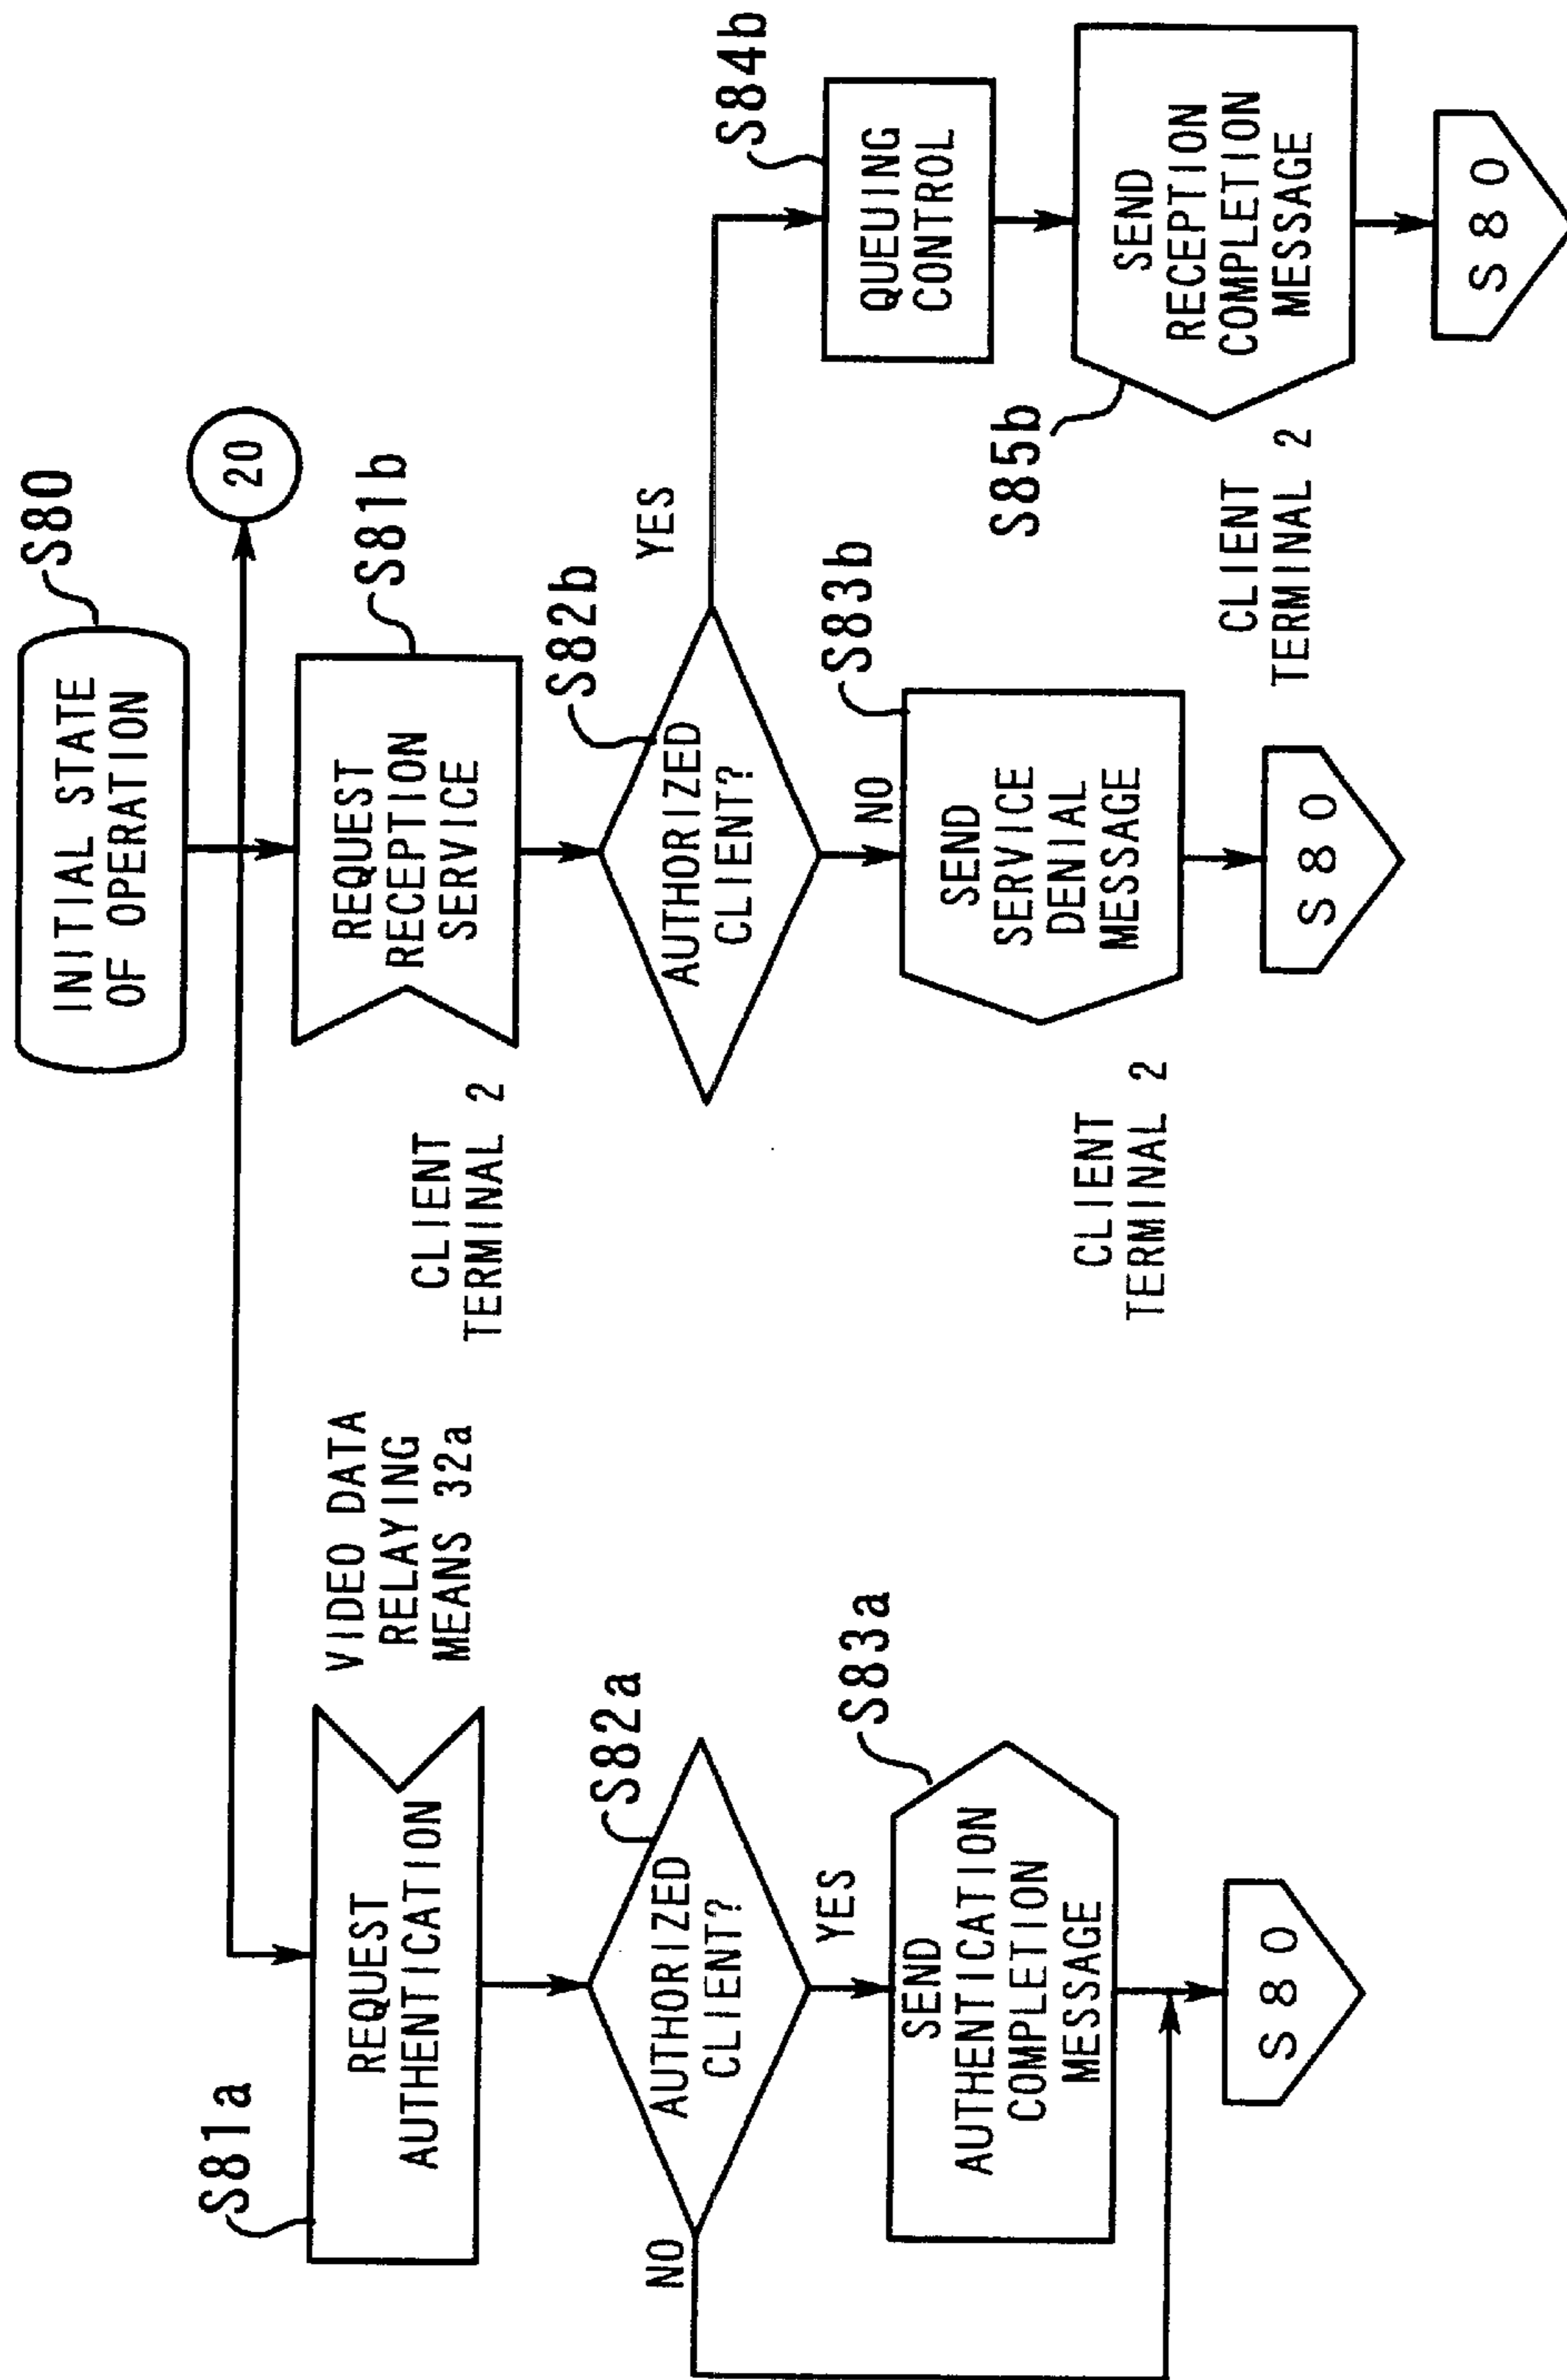 S80
INITIAL STATE
OF OPERATION
20
S81a
REQUEST
AUTHENTICATION
VIDEO DATA
RELAYING
MEANS 32a
CLIENT
TERMINAL 2
REQUEST
RECEPTION
SERVICE
S81b
S82a
AUTHORIZED
CLIENT?
NO
YES
S82b
AUTHORIZED
CLIENT?
YES
NO
S83a
SEND
AUTHENTICATION
COMPLETION
MESSAGE
S80
CLIENT
TERMINAL 2
S83b
SEND
SERVICE
DENIAL
MESSAGE
S80
S84b
QUEUING
CONTROL
S85b
SEND
RECEPTION
COMPLETION
MESSAGE
CLIENT
TERMINAL 2
S80